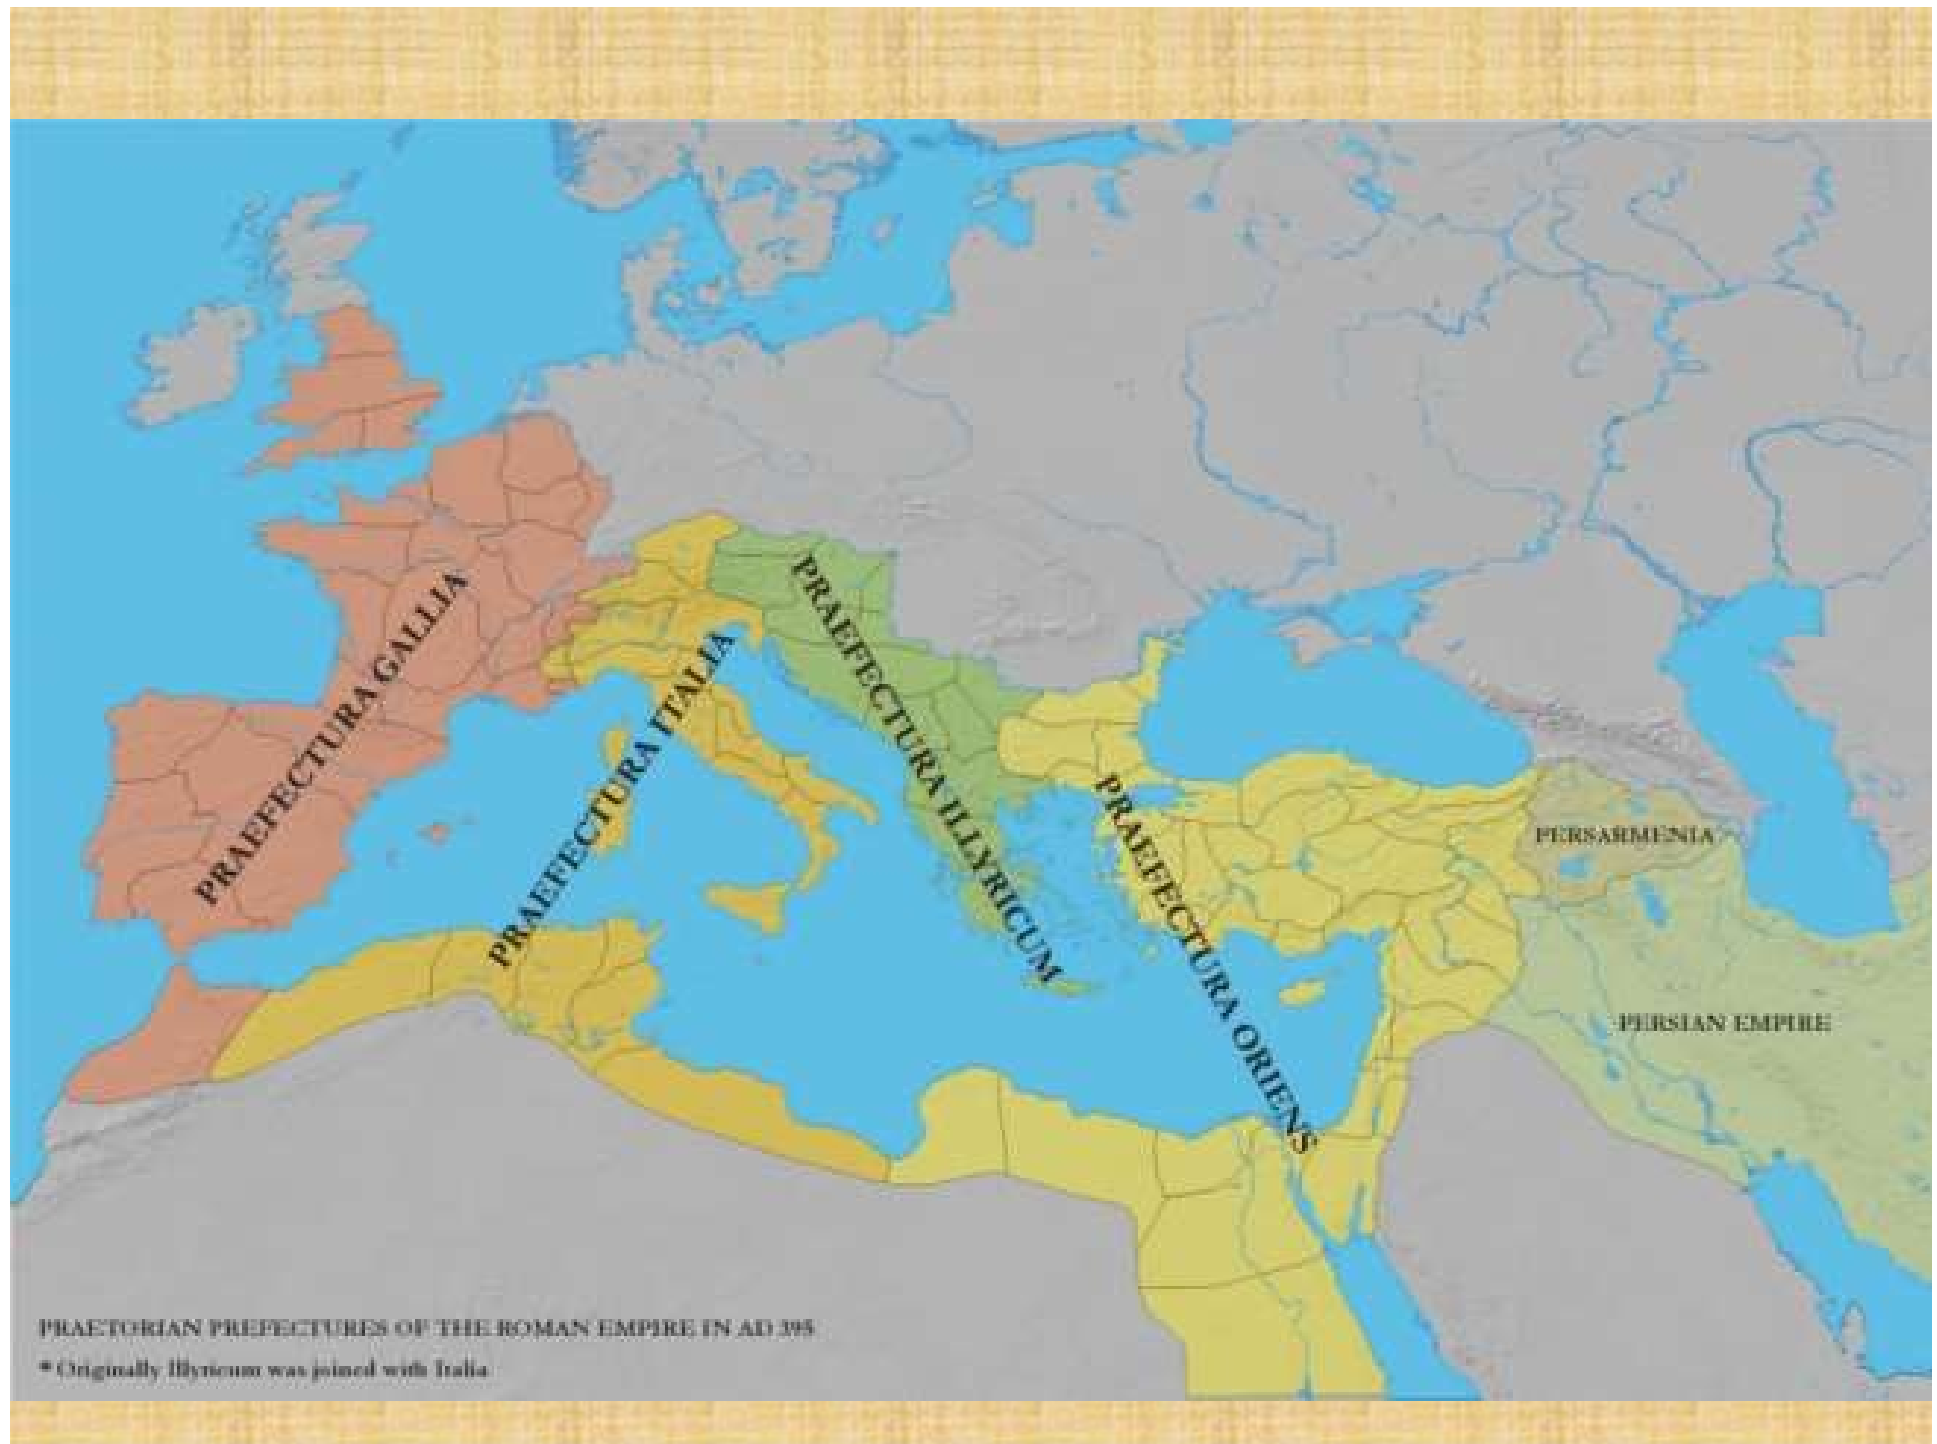 PRAEFECTURA GALLIA
PRAEFECTURA ITALIA
PRAEFECTURA ILLYRICUM
PRAEFECTURA ORIENS
PERSARMENIA
PERSIAN EMPIRE
PRAETORIAN PREFECTURES OF THE ROMAN EMPIRE IN AD 395
* Originally Illyricum was joined with Italia